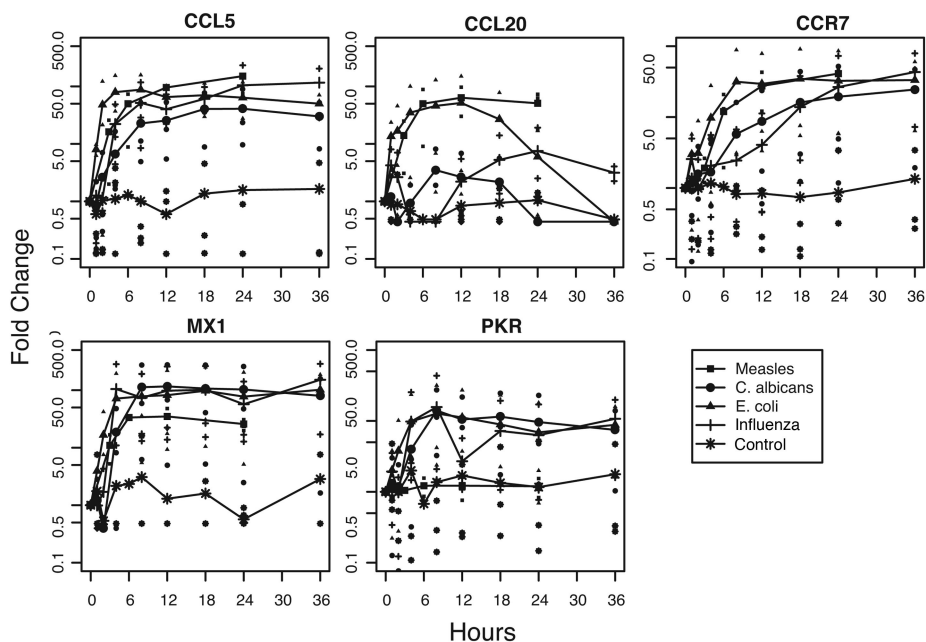 CCL5
CCL20
CCR7
0.1 0.5 5.0 50.0 500.0
0.1 0.5 5.0 50.0 500.0
0.1 0.5 5.0 50.0
0 6 12 18 24 30 36
0 6 12 18 24 30 36
0 6 12 18 24 30 36
Fold Change
MX1
PKR
0.1 0.5 5.0 50.0 500.0
0.1 0.5 5.0 50.0 500.0
Measles
C. albicans
E. coli
Influenza
Control
0 6 12 18 24 30 36
0 6 12 18 24 30 36
Hours